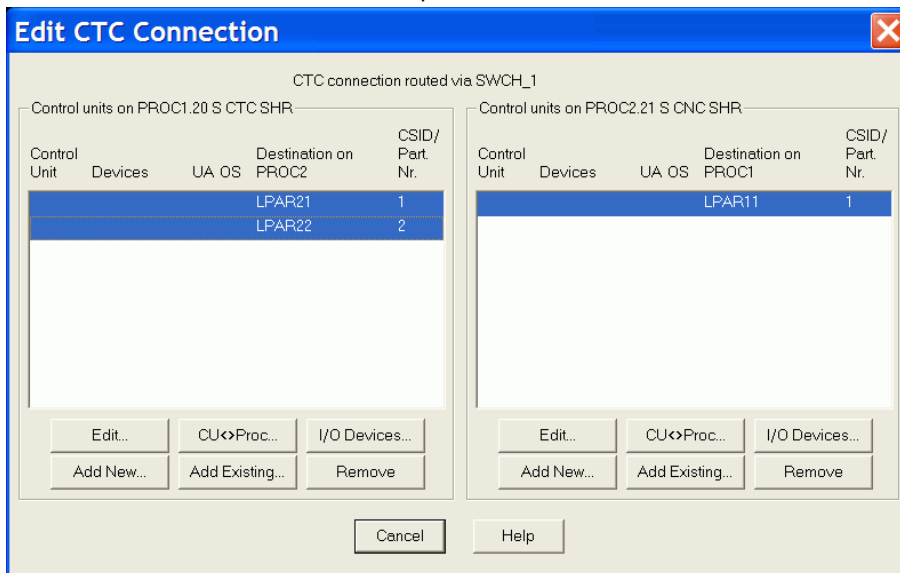 Edit CTC Connection
CTC connection routed via SWCH_1
Control units on PROC1.20 S CTC SHR
Control Unit Devices UA OS Destination on PROC2 CSID/ Part. Nr.
LPAR21 1
LPAR22 2
Edit... CU<>Proc... I/O Devices...
Add New... Add Existing... Remove
Control units on PROC2.21 S CNC SHR
Control Unit Devices UA OS Destination on PROC1 CSID/ Part. Nr.
LPAR11 1
Edit... CU<>Proc... I/O Devices...
Add New... Add Existing... Remove
Cancel Help